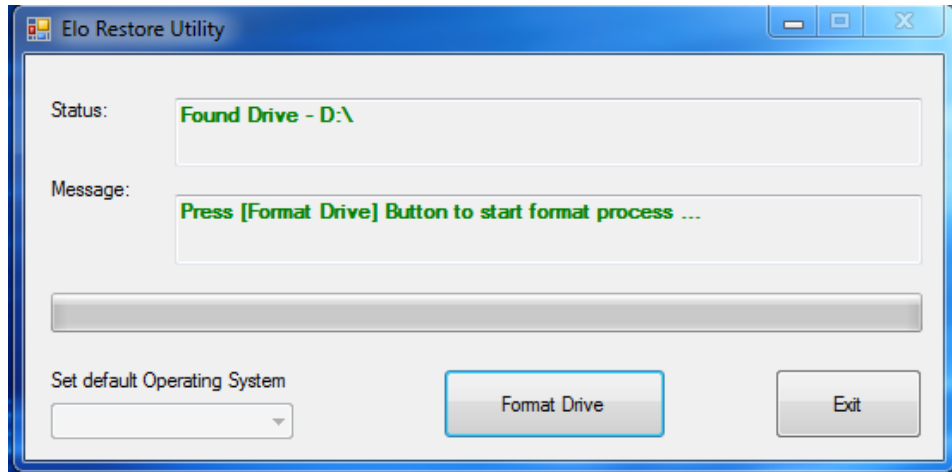 Elo Restore Utility
Status:
Found Drive - D:\
Message:
Press [Format Drive] Button to start format process ...
Set default Operating System
Format Drive
Exit